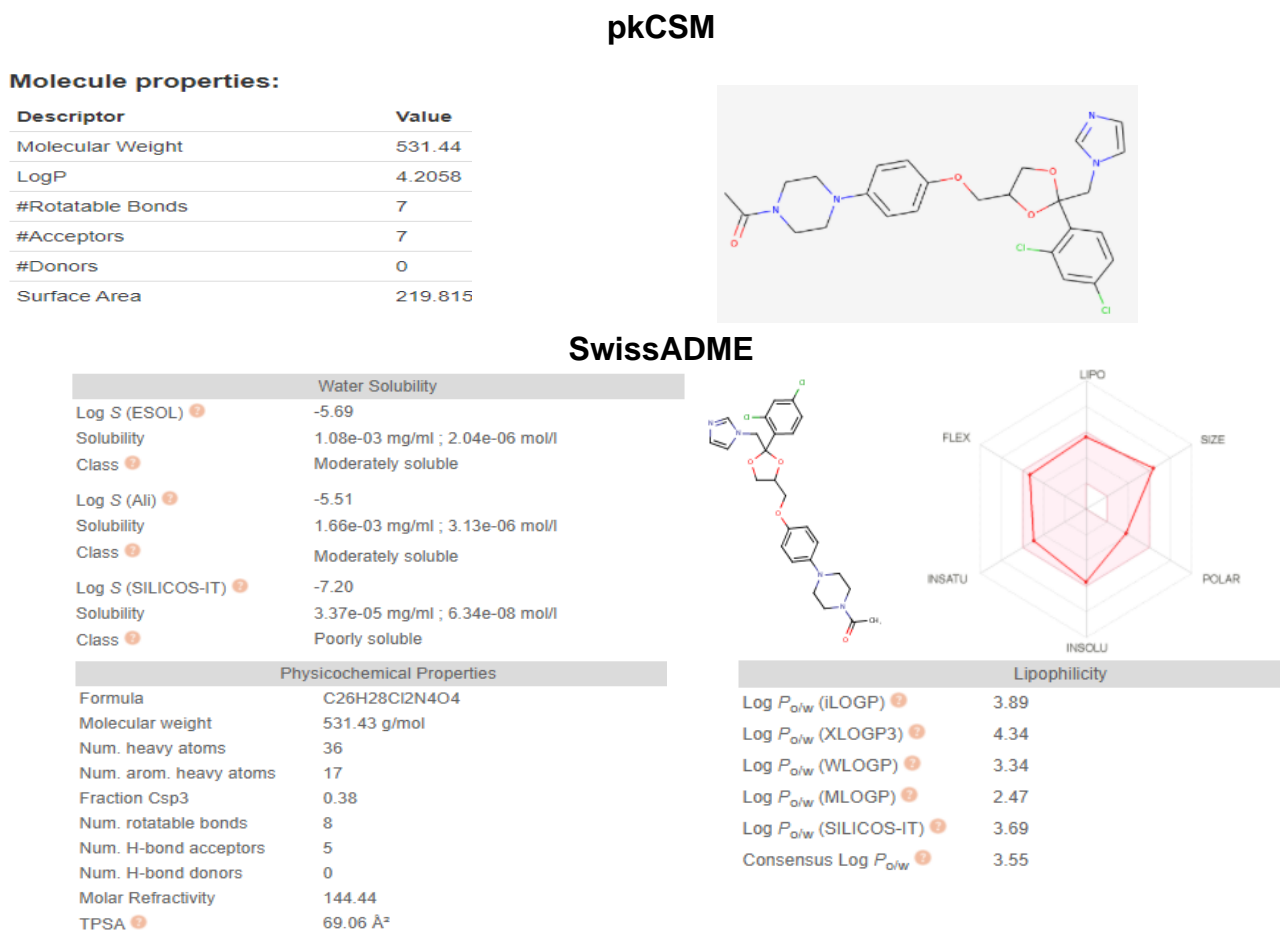 pkCSM
Molecule properties:
Descriptor Value
Molecular Weight 531.44
LogP 4.2058
#Rotatable Bonds 7
#Acceptors 7
#Donors 0
Surface Area 219.815
N
N
O
O
O
N
N
O
Cl
Cl
SwissADME
Water Solubility
Log S (ESOL) ? -5.69
Solubility 1.08e-03 mg/ml ; 2.04e-06 mol/l
Class ? Moderately soluble
Log S (Ali) ? -5.51
Solubility 1.66e-03 mg/ml ; 3.13e-06 mol/l
Class ? Moderately soluble
Log S (SILICOS-IT) ? -7.20
Solubility 3.37e-05 mg/ml ; 6.34e-08 mol/l
Class ? Poorly soluble
Cl
Cl
N
N
O
O
O
N
N
CH
O
LIPO
FLEX
SIZE
INSATU
POLAR
INSOLU
Physicochemical Properties
Formula C26H28Cl2N4O4
Molecular weight 531.43 g/mol
Num. heavy atoms 36
Num. arom. heavy atoms 17
Fraction Csp3 0.38
Num. rotatable bonds 8
Num. H-bond acceptors 5
Num. H-bond donors 0
Molar Refractivity 144.44
TPSA ? 69.06 Å²
Lipophilicity
Log Po/w (iLOGP) ? 3.89
Log Po/w (XLOGP3) ? 4.34
Log Po/w (WLOGP) ? 3.34
Log Po/w (MLOGP) ? 2.47
Log Po/w (SILICOS-IT) ? 3.69
Consensus Log Po/w ? 3.55